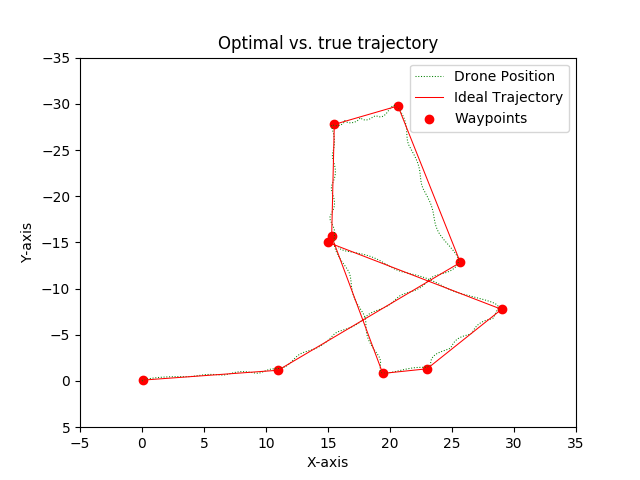 Optimal vs. true trajectory
Drone Position
Ideal Trajectory
Waypoints
−35
−30
−25
−20
−15
−10
−5
0
5
Y-axis
−5 0 5 10 15 20 25 30 35
X-axis